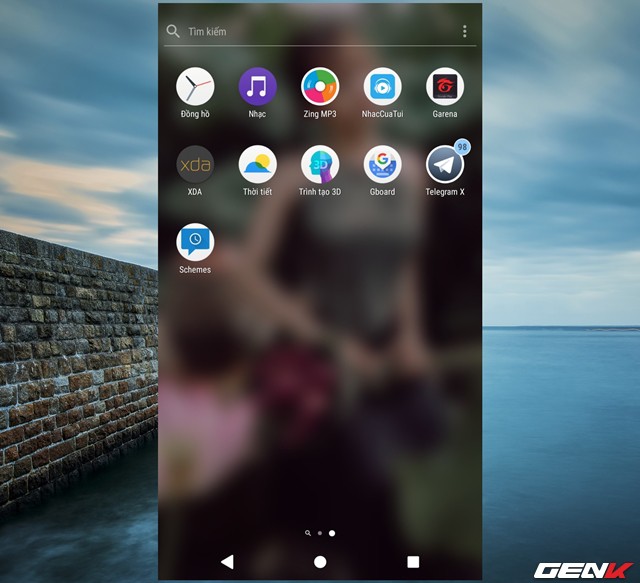 Tìm kiếm
Đồng hồ
Nhạc
Zing MP3
NhacCuaTui
Garena
xda
3D
G
98
XDA
Thời tiết
Trình tạo 3D
Gboard
Telegram X
Schemes
GENK